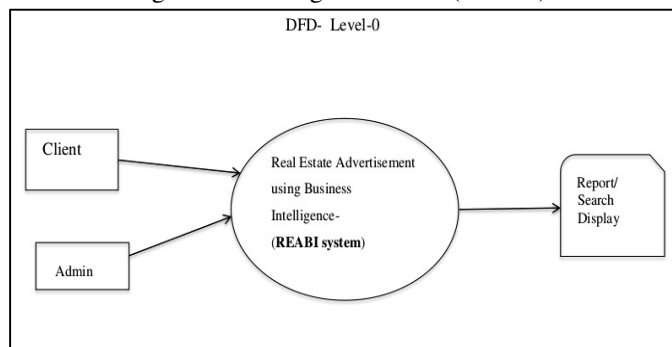 DFD- Level-0
Client
Admin
Real Estate Advertisement
using Business
Intelligence-
(REABI system)
Report/
Search
Display